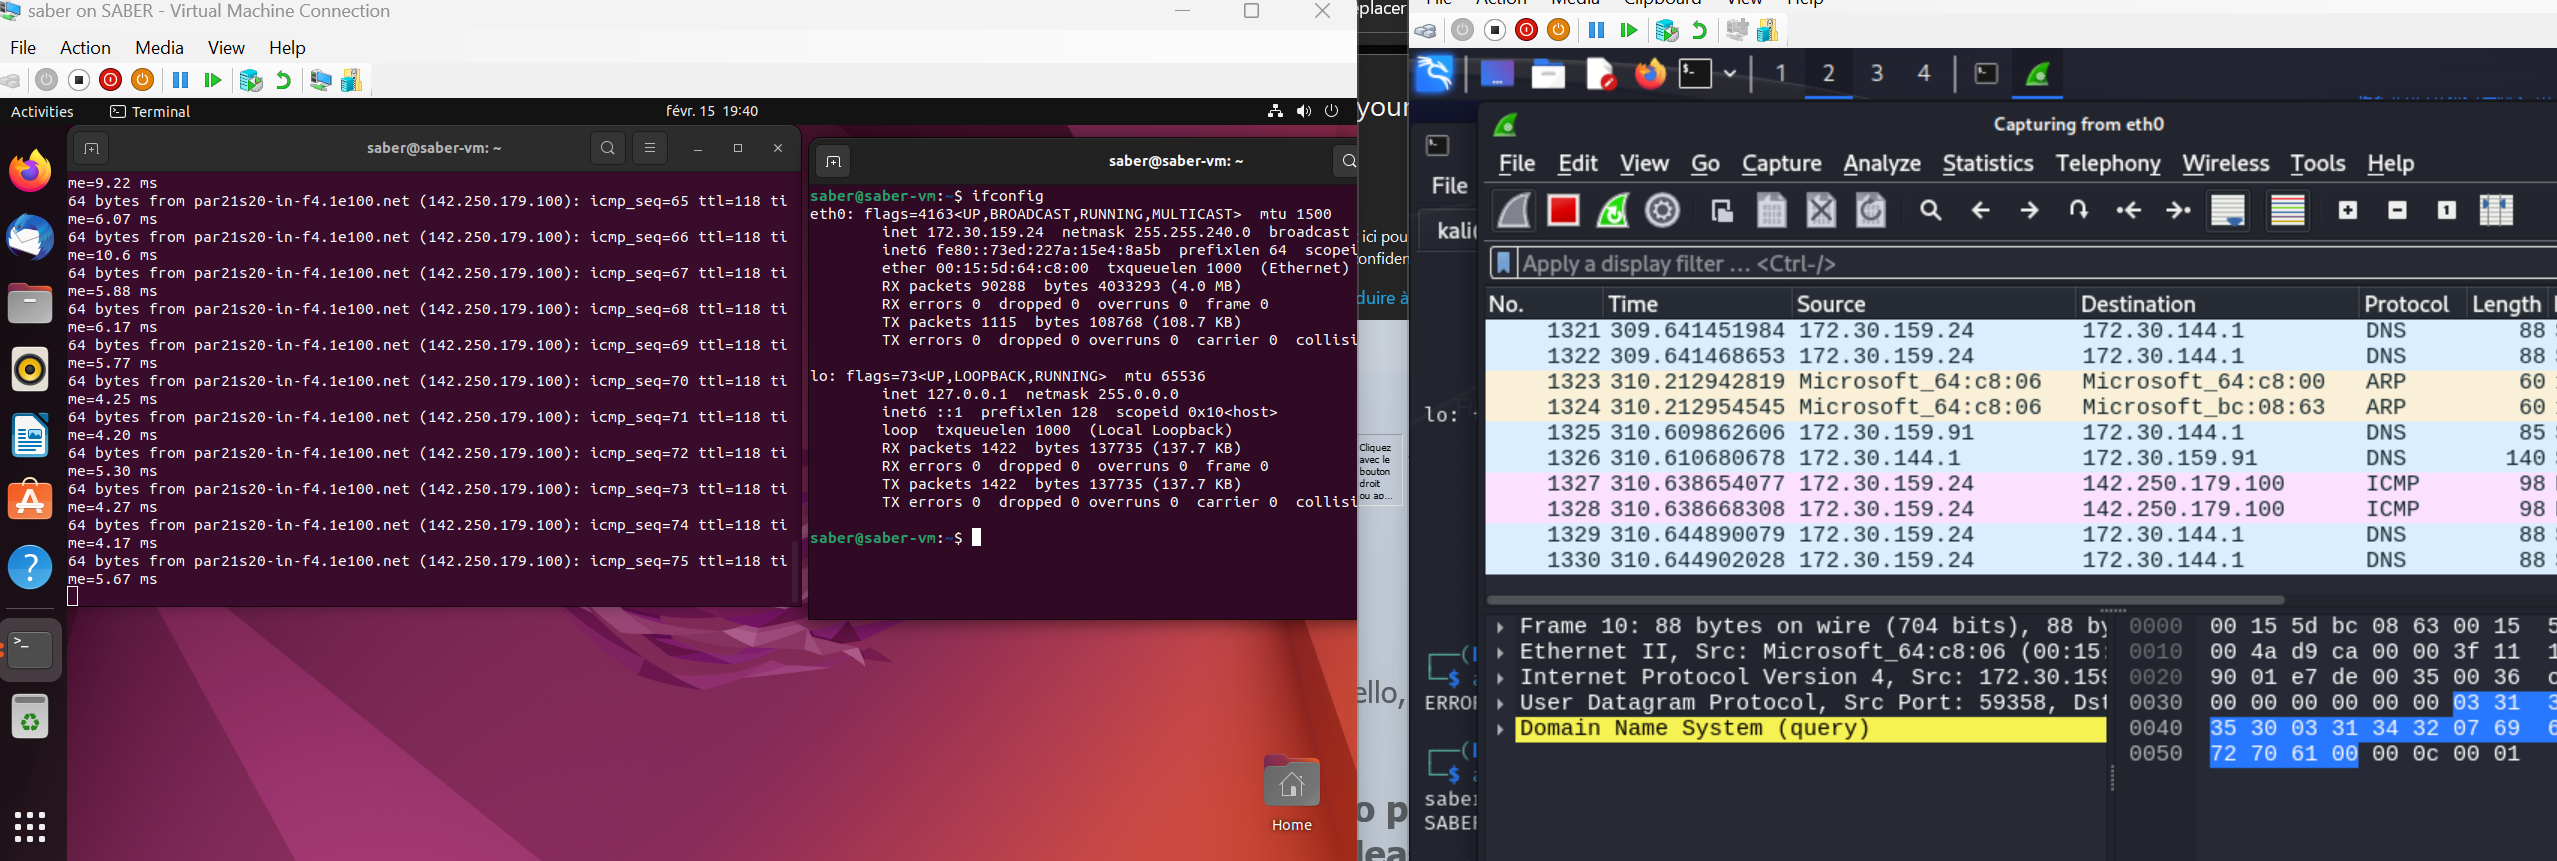 saber on SABER - Virtual Machine Connection
File Action Media View Help
Activities Terminal févr. 15 19:40
saber@saber-vm: ~
me=9.22 ms
64 bytes from par21s20-in-f4.1e100.net (142.250.179.100): icmp_seq=65 ttl=118 ti
me=6.07 ms
64 bytes from par21s20-in-f4.1e100.net (142.250.179.100): icmp_seq=66 ttl=118 ti
me=10.6 ms
64 bytes from par21s20-in-f4.1e100.net (142.250.179.100): icmp_seq=67 ttl=118 ti
me=5.88 ms
64 bytes from par21s20-in-f4.1e100.net (142.250.179.100): icmp_seq=68 ttl=118 ti
me=6.17 ms
64 bytes from par21s20-in-f4.1e100.net (142.250.179.100): icmp_seq=69 ttl=118 ti
me=5.77 ms
64 bytes from par21s20-in-f4.1e100.net (142.250.179.100): icmp_seq=70 ttl=118 ti
me=4.25 ms
64 bytes from par21s20-in-f4.1e100.net (142.250.179.100): icmp_seq=71 ttl=118 ti
me=4.20 ms
64 bytes from par21s20-in-f4.1e100.net (142.250.179.100): icmp_seq=72 ttl=118 ti
me=5.30 ms
64 bytes from par21s20-in-f4.1e100.net (142.250.179.100): icmp_seq=73 ttl=118 ti
me=4.27 ms
64 bytes from par21s20-in-f4.1e100.net (142.250.179.100): icmp_seq=74 ttl=118 ti
me=4.17 ms
64 bytes from par21s20-in-f4.1e100.net (142.250.179.100): icmp_seq=75 ttl=118 ti
me=5.67 ms
saber@saber-vm: ~
saber@saber-vm:~$ ifconfig
eth0: flags=4163<UP,BROADCAST,RUNNING,MULTICAST> mtu 1500
inet 172.30.159.24 netmask 255.255.240.0 broadcast
inet6 fe80::73ed:227a:15e4:8a5b prefixlen 64 scopei
ether 00:15:5d:64:c8:00 txqueuelen 1000 (Ethernet)
RX packets 90288 bytes 4033293 (4.0 MB)
RX errors 0 dropped 0 overruns 0 frame 0
TX packets 1115 bytes 108768 (108.7 KB)
TX errors 0 dropped 0 overruns 0 carrier 0 collisi
lo: flags=73<UP,LOOPBACK,RUNNING> mtu 65536
inet 127.0.0.1 netmask 255.0.0.0
inet6 ::1 prefixlen 128 scopeid 0x10<host>
loop txqueuelen 1000 (Local Loopback)
RX packets 1422 bytes 137735 (137.7 KB)
RX errors 0 dropped 0 overruns 0 frame 0
TX packets 1422 bytes 137735 (137.7 KB)
TX errors 0 dropped 0 overruns 0 carrier 0 collisi
saber@saber-vm:~$
Home
placer
your
ici pou
onfider
duire à
Cliquez
avec le
bouton
droit
ou ap...
ello,
o p
lea
File Action Media Clipboard View Help
1 2 3 4
File
kali
lo:
ERROR
saber
SABER
Capturing from eth0
File Edit View Go Capture Analyze Statistics Telephony Wireless Tools Help
Apply a display filter ... <Ctrl-/>
No. Time Source Destination Protocol Length
1321 309.641451984 172.30.159.24 172.30.144.1 DNS 88
1322 309.641468653 172.30.159.24 172.30.144.1 DNS 88
1323 310.212942819 Microsoft_64:c8:06 Microsoft_64:c8:00 ARP 60
1324 310.212954545 Microsoft_64:c8:06 Microsoft_bc:08:63 ARP 60
1325 310.609862606 172.30.159.91 172.30.144.1 DNS 85
1326 310.610680678 172.30.144.1 172.30.159.91 DNS 140
1327 310.638654077 172.30.159.24 142.250.179.100 ICMP 98
1328 310.638668308 172.30.159.24 142.250.179.100 ICMP 98
1329 310.644890079 172.30.159.24 172.30.144.1 DNS 88
1330 310.644902028 172.30.159.24 172.30.144.1 DNS 88
Frame 10: 88 bytes on wire (704 bits), 88 by
Ethernet II, Src: Microsoft_64:c8:06 (00:15:
Internet Protocol Version 4, Src: 172.30.159
User Datagram Protocol, Src Port: 59358, Dst
Domain Name System (query)
0000 00 15 5d bc 08 63 00 15 5
0010 00 4a d9 ca 00 00 3f 11 1
0020 90 01 e7 de 00 35 00 36 c
0030 00 00 00 00 00 00 03 31 3
0040 35 30 03 31 34 32 07 69 6
0050 72 70 61 00 00 0c 00 01